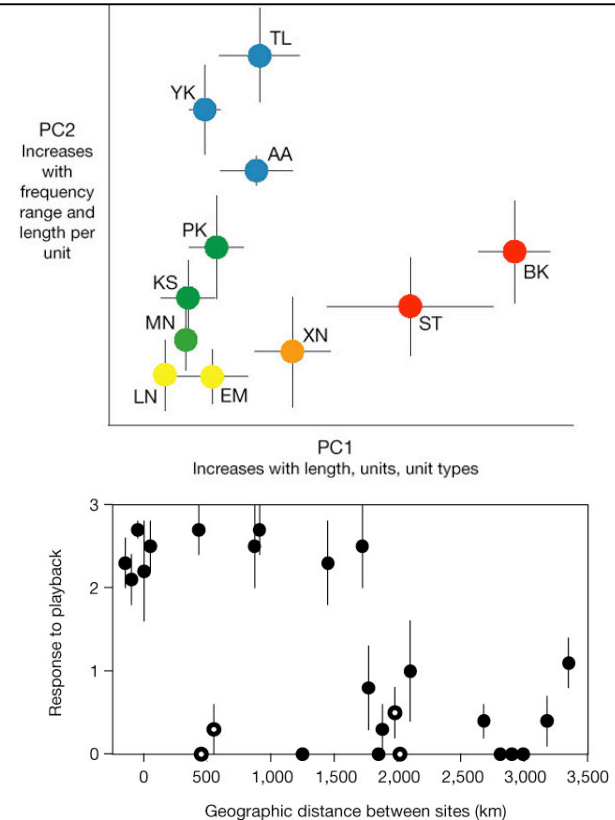 TL
YK
PC2
Increases
with
frequency
range and
length per
unit
AA
PK
BK
KS
ST
MN
XN
LN
EM
PC1
Increases with length, units, unit types
3
2
1
0
Response to playback
0 500 1,000 1,500 2,000 2,500 3,000 3,500
Geographic distance between sites (km)